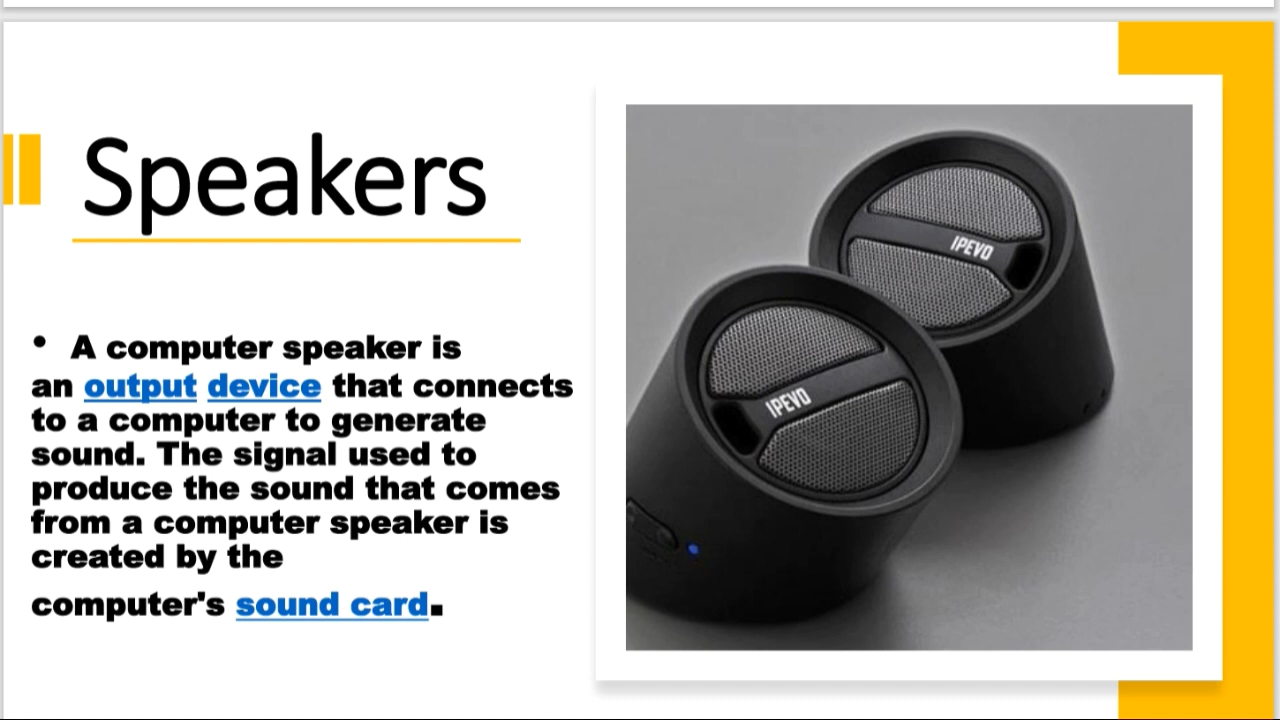 Speakers
• A computer speaker is
an output device that connects
to a computer to generate
sound. The signal used to
produce the sound that comes
from a computer speaker is
created by the
computer's sound card.
IPEVO
IPEVO